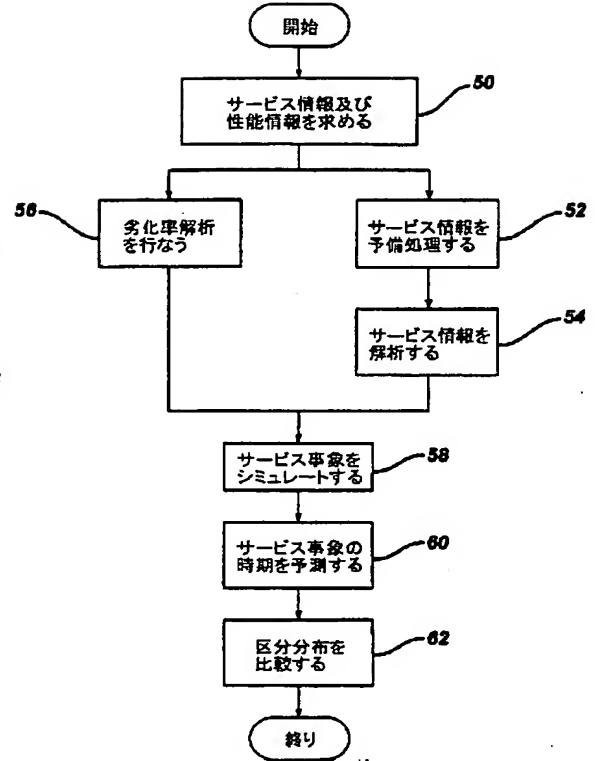 開始
50
サービス情報及び
性能情報を求める
56
劣化率解析
を行なう
52
サービス情報を
予備処理する
54
サービス情報を
解析する
58
サービス事象を
シミュレートする
60
サービス事象の
時期を予測する
62
区分分布を
比較する
終り